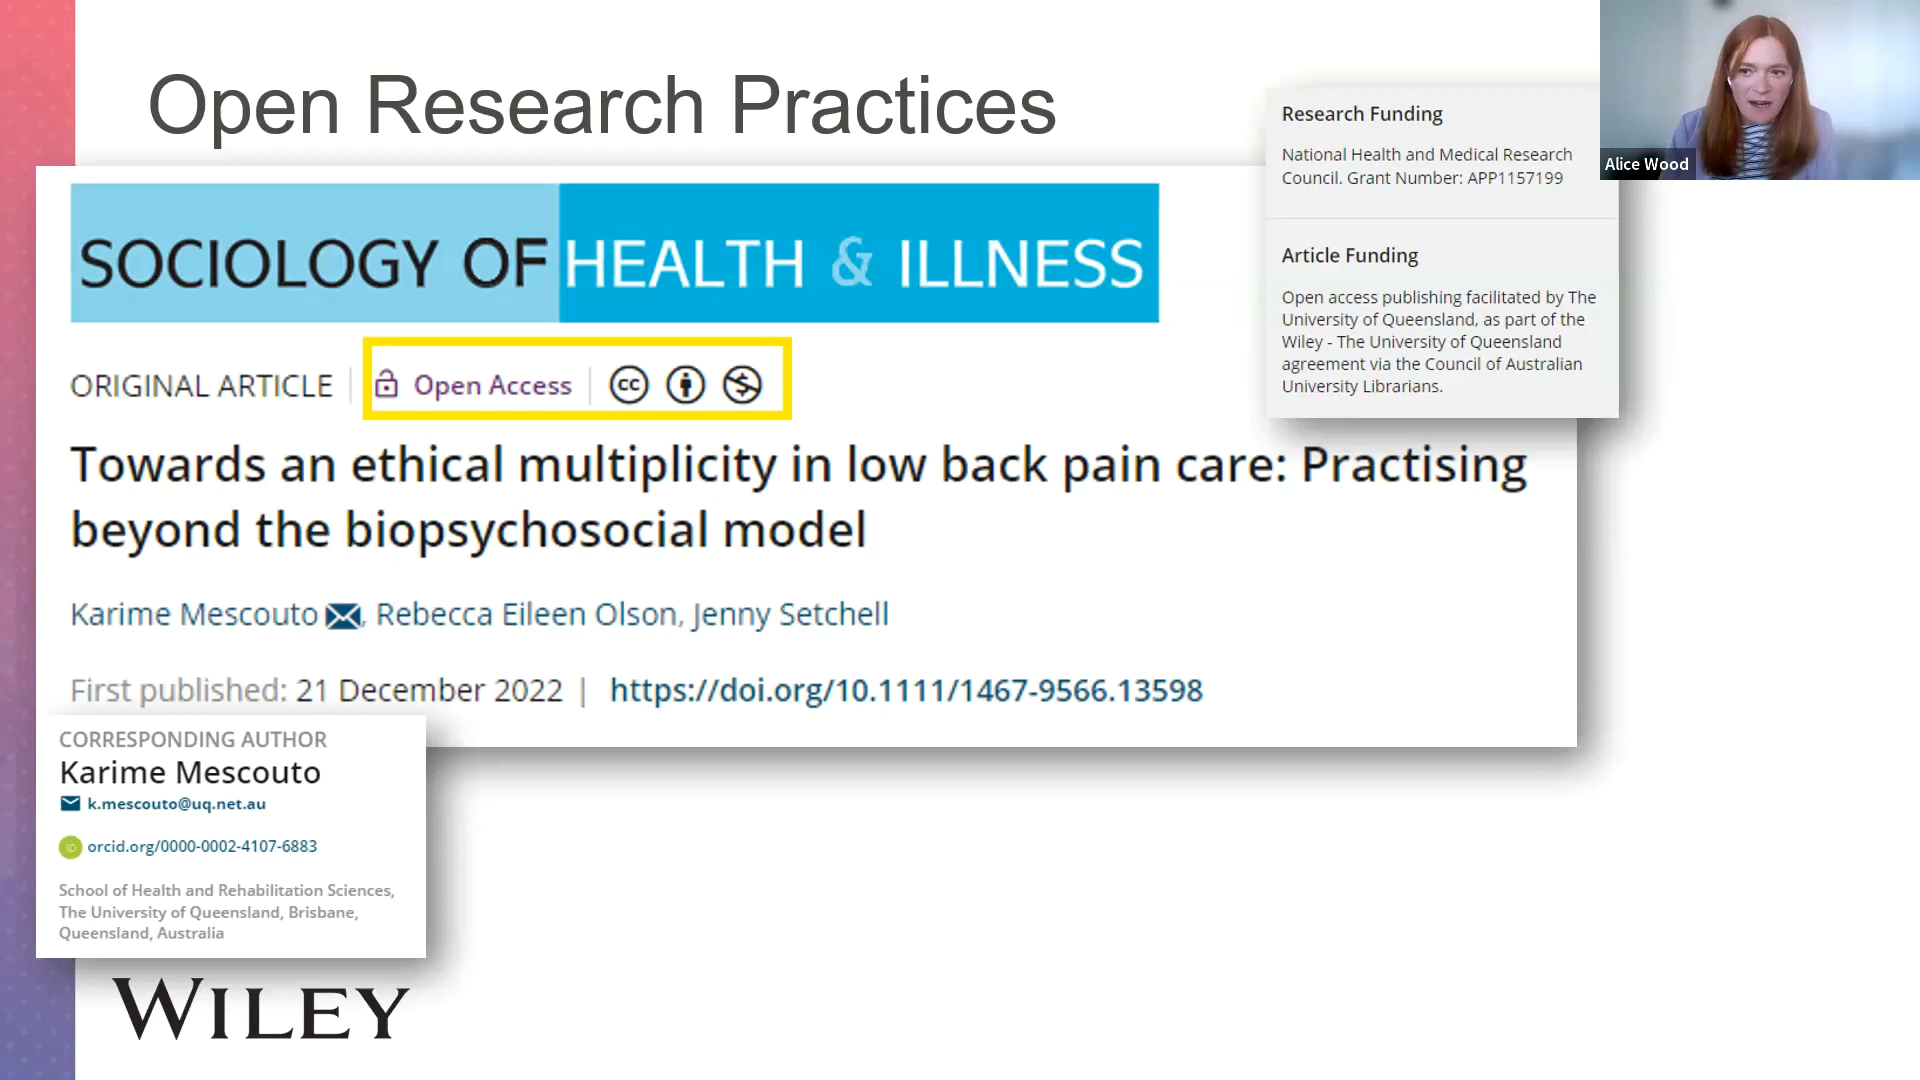 Open Research Practices
Research Funding
National Health and Medical Research
Council. Grant Number: APP1157199
Article Funding
Open access publishing facilitated by The
University of Queensland, as part of the
Wiley - The University of Queensland
agreement via the Council of Australian
University Librarians.
Alice Wood
SOCIOLOGY OF HEALTH & ILLNESS
ORIGINAL ARTICLE | Open Access | cc
Towards an ethical multiplicity in low back pain care: Practising
beyond the biopsychosocial model
Karime Mescouto, Rebecca Eileen Olson, Jenny Setchell
First published: 21 December 2022 | https://doi.org/10.1111/1467-9566.13598
CORRESPONDING AUTHOR
Karime Mescouto
k.mescouto@uq.net.au
iD orcid.org/0000-0002-4107-6883
School of Health and Rehabilitation Sciences,
The University of Queensland, Brisbane,
Queensland, Australia
WILEY